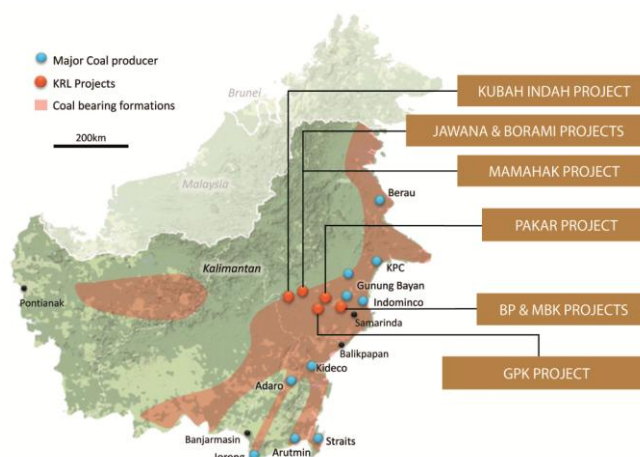 Major Coal producer
KRL Projects
Coal bearing formations
200km
Brunei
Malaysia
Kalimantan
Pontianak
Berau
KPC
Gunung Bayan
Indominco
Samarinda
Balikpapan
Kideco
Adaro
Banjarmasin
Jorong
Arutmin
Straits
KUBAH INDAH PROJECT
JAWANA & BORAMI PROJECTS
MAMAHAK PROJECT
PAKAR PROJECT
BP & MBK PROJECTS
GPK PROJECT